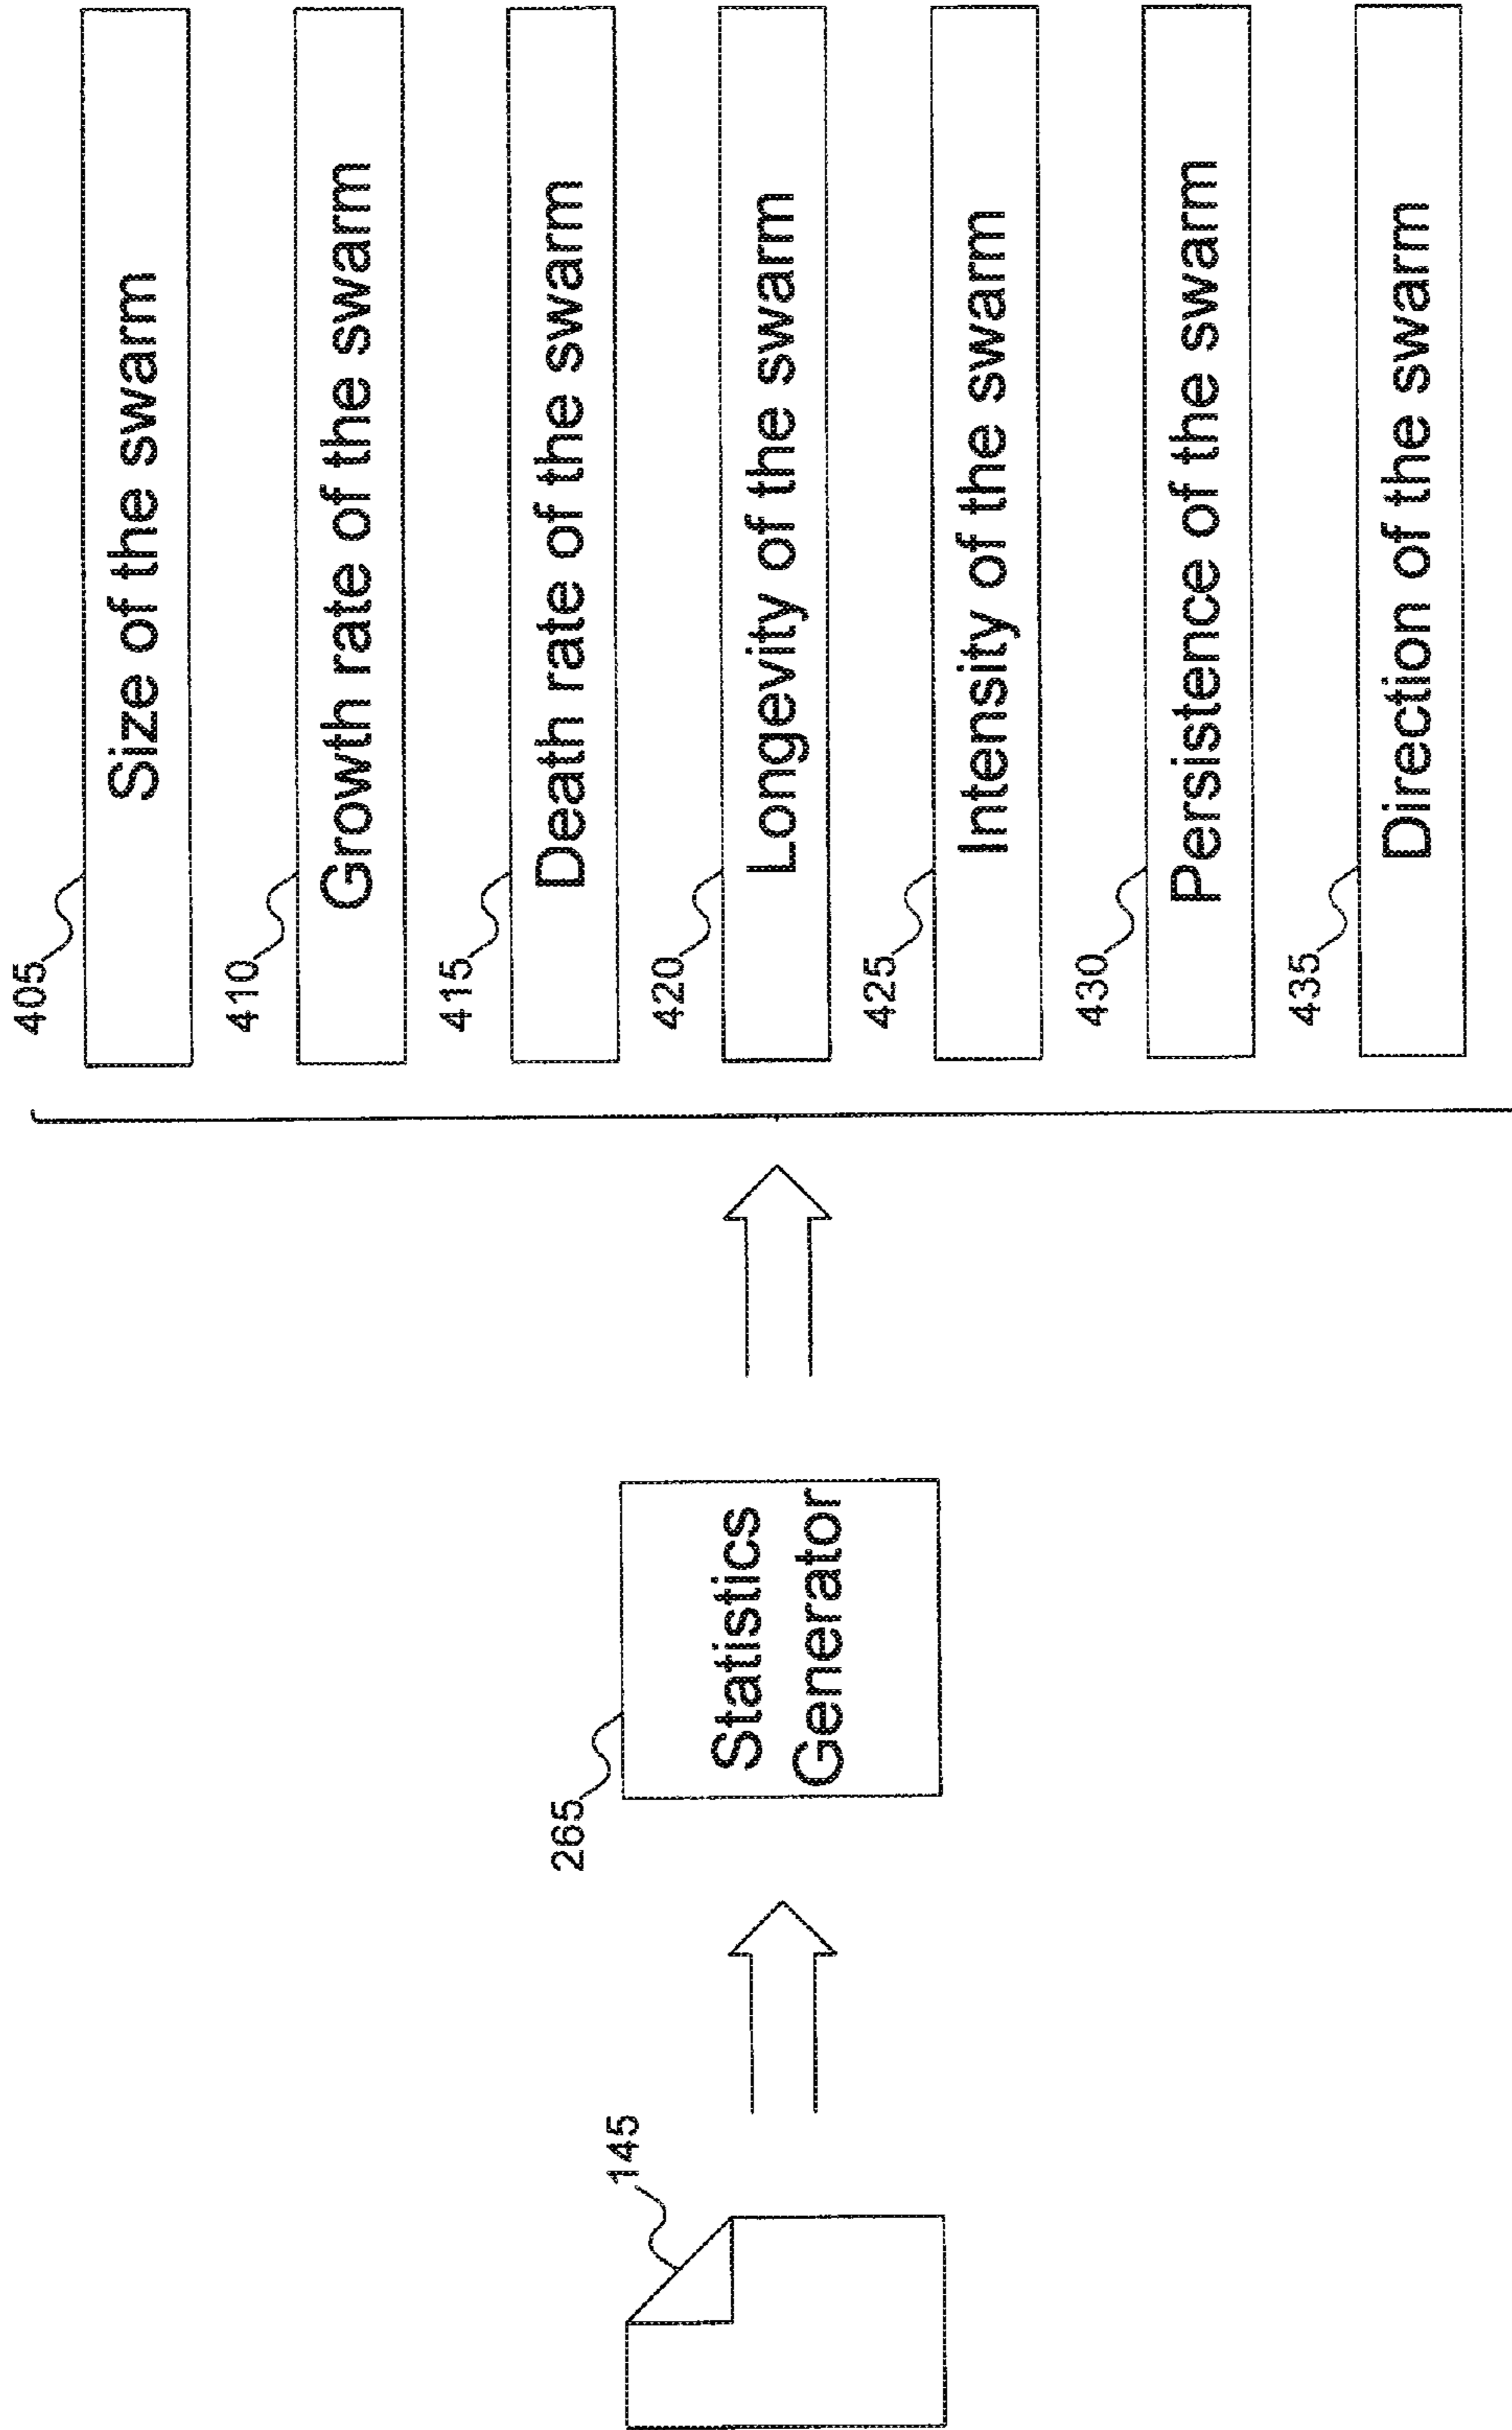 145
265
Statistics
Generator
405
Size of the swarm
410
Growth rate of the swarm
415
Death rate of the swarm
420
Longevity of the swarm
425
Intensity of the swarm
430
Persistence of the swarm
435
Direction of the swarm